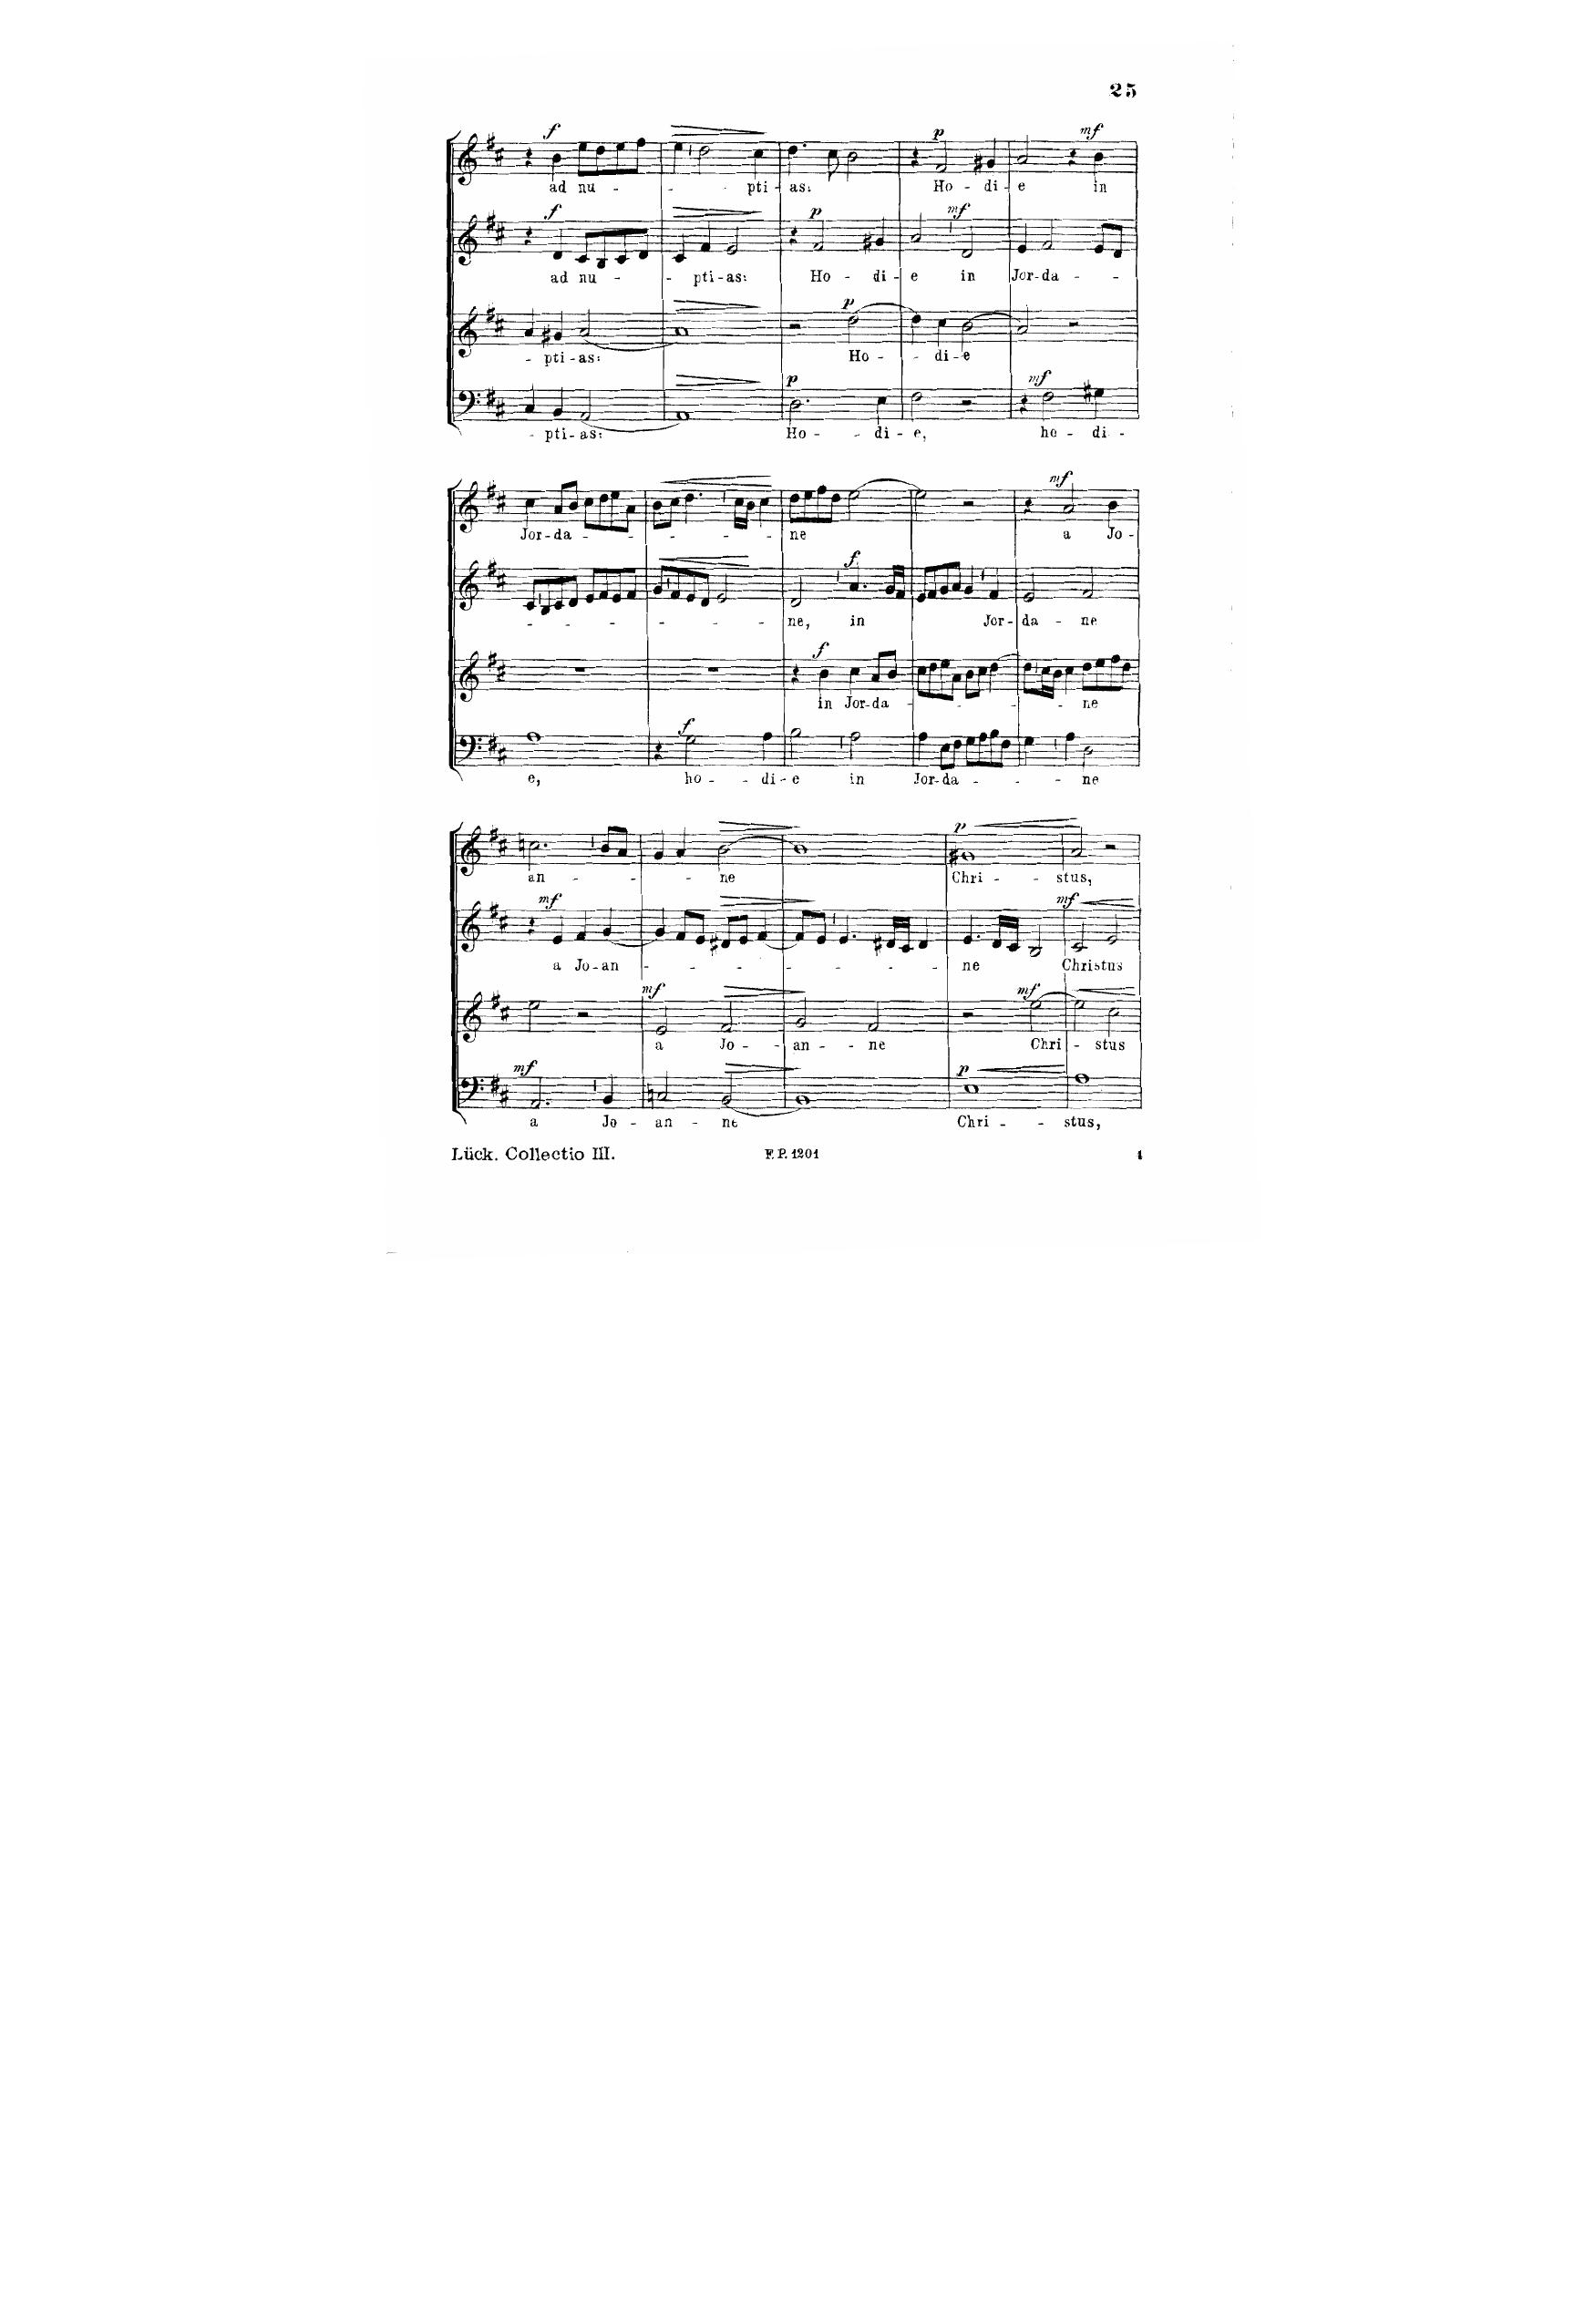 25
f p mf
ad nu - - pti - as: Ho - di - e in
f p mf
ad nu - - pti - as: Ho - di - e in Jor - da - -
p
- pti - as: Ho - - di - e
p mf
- pti - as: Ho - - di - e, ho - di -
mf
Jor - da - - - - - - ne a Jo -
f
- - - - - - ne, in Jor - da - ne
f
in Jor - da - - - - - ne
f
e, ho - - di - e in Jor - da - - - - ne
p
an - - - ne Chri - - stus,
mf mf
a Jo - an - - - - - - - ne Christus
mf mf
a Jo - - an - - ne Chri - stus
mf p
a Jo - an - ne Chri - - stus,
Lück. Collectio III. F. P. 1201